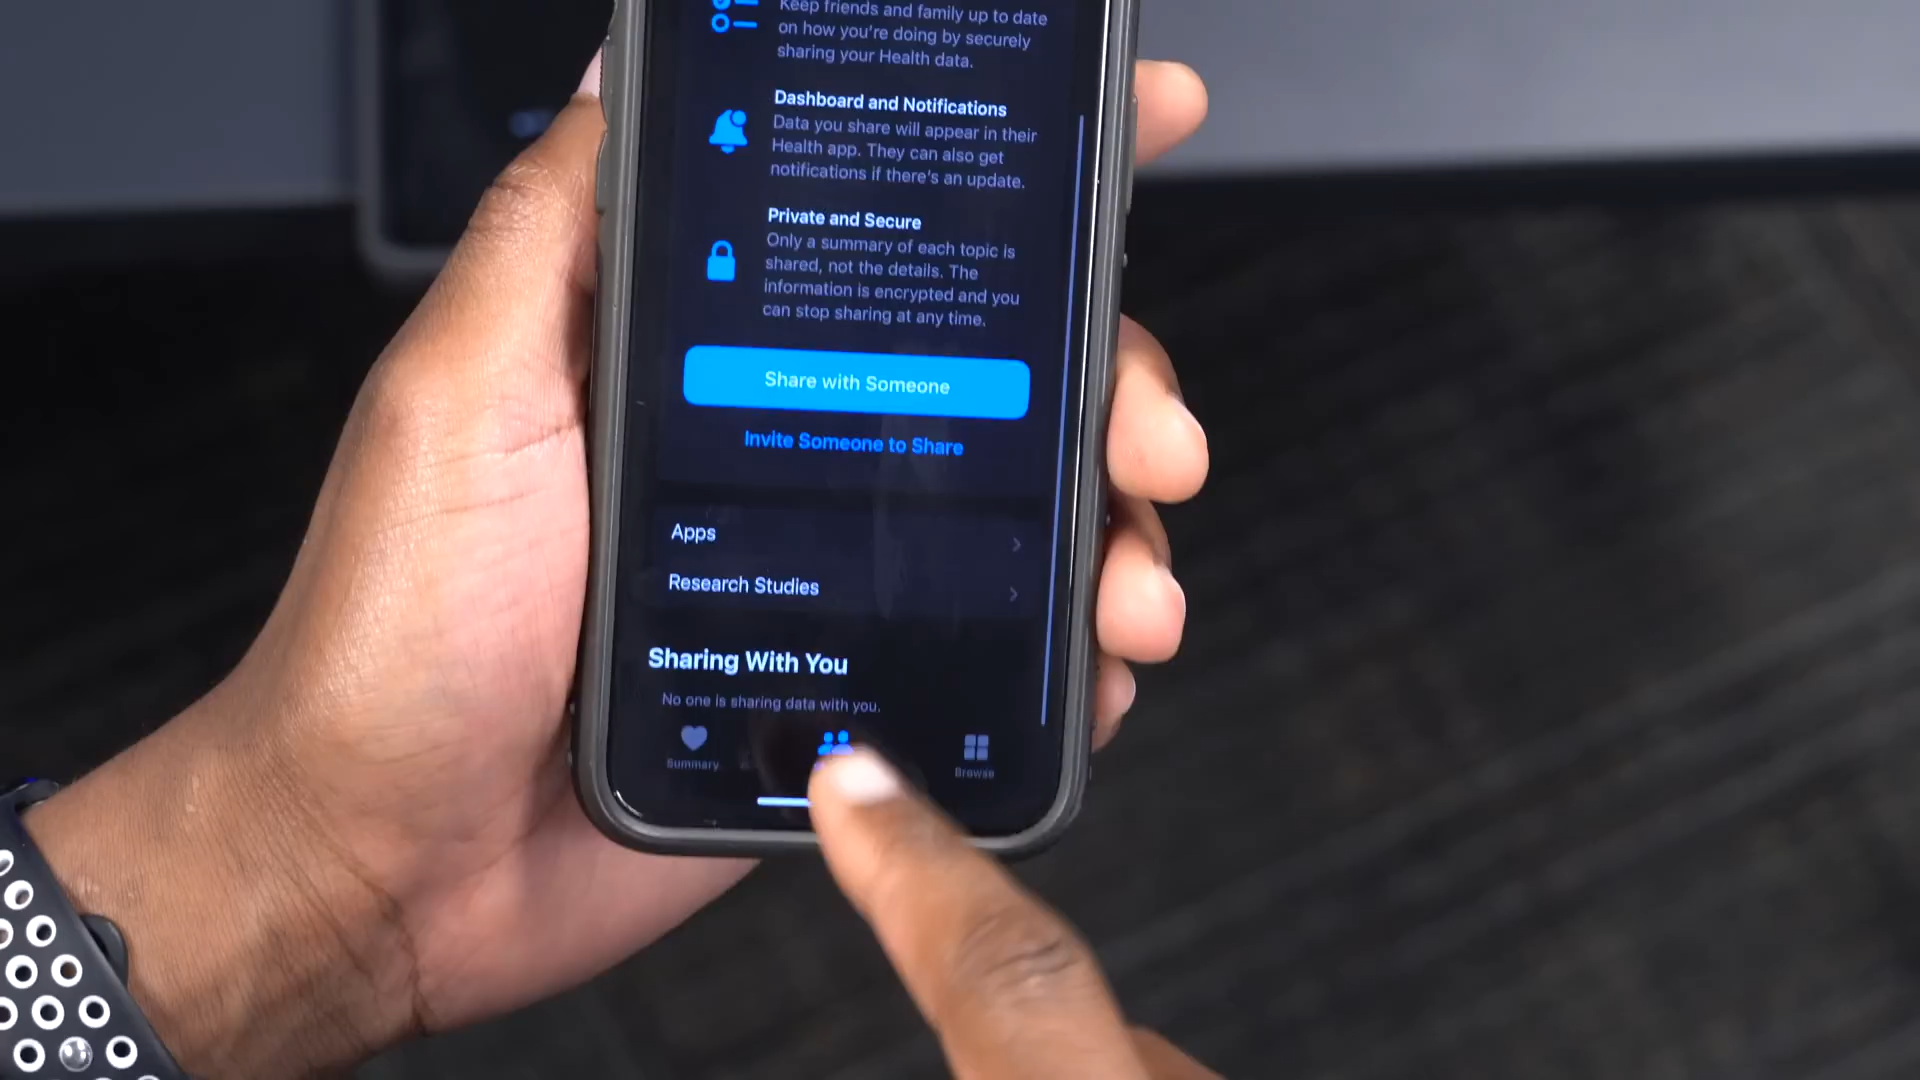 Keep friends and family up to date
on how you're doing by securely
sharing your Health data.
Dashboard and Notifications
Data you share will appear in their
Health app. They can also get
notifications if there's an update.
Private and Secure
Only a summary of each topic is
shared, not the details. The
information is encrypted and you
can stop sharing at any time.
Share with Someone
Invite Someone to Share
Apps
Research Studies
Sharing With You
No one is sharing data with you.
Summary
Browse